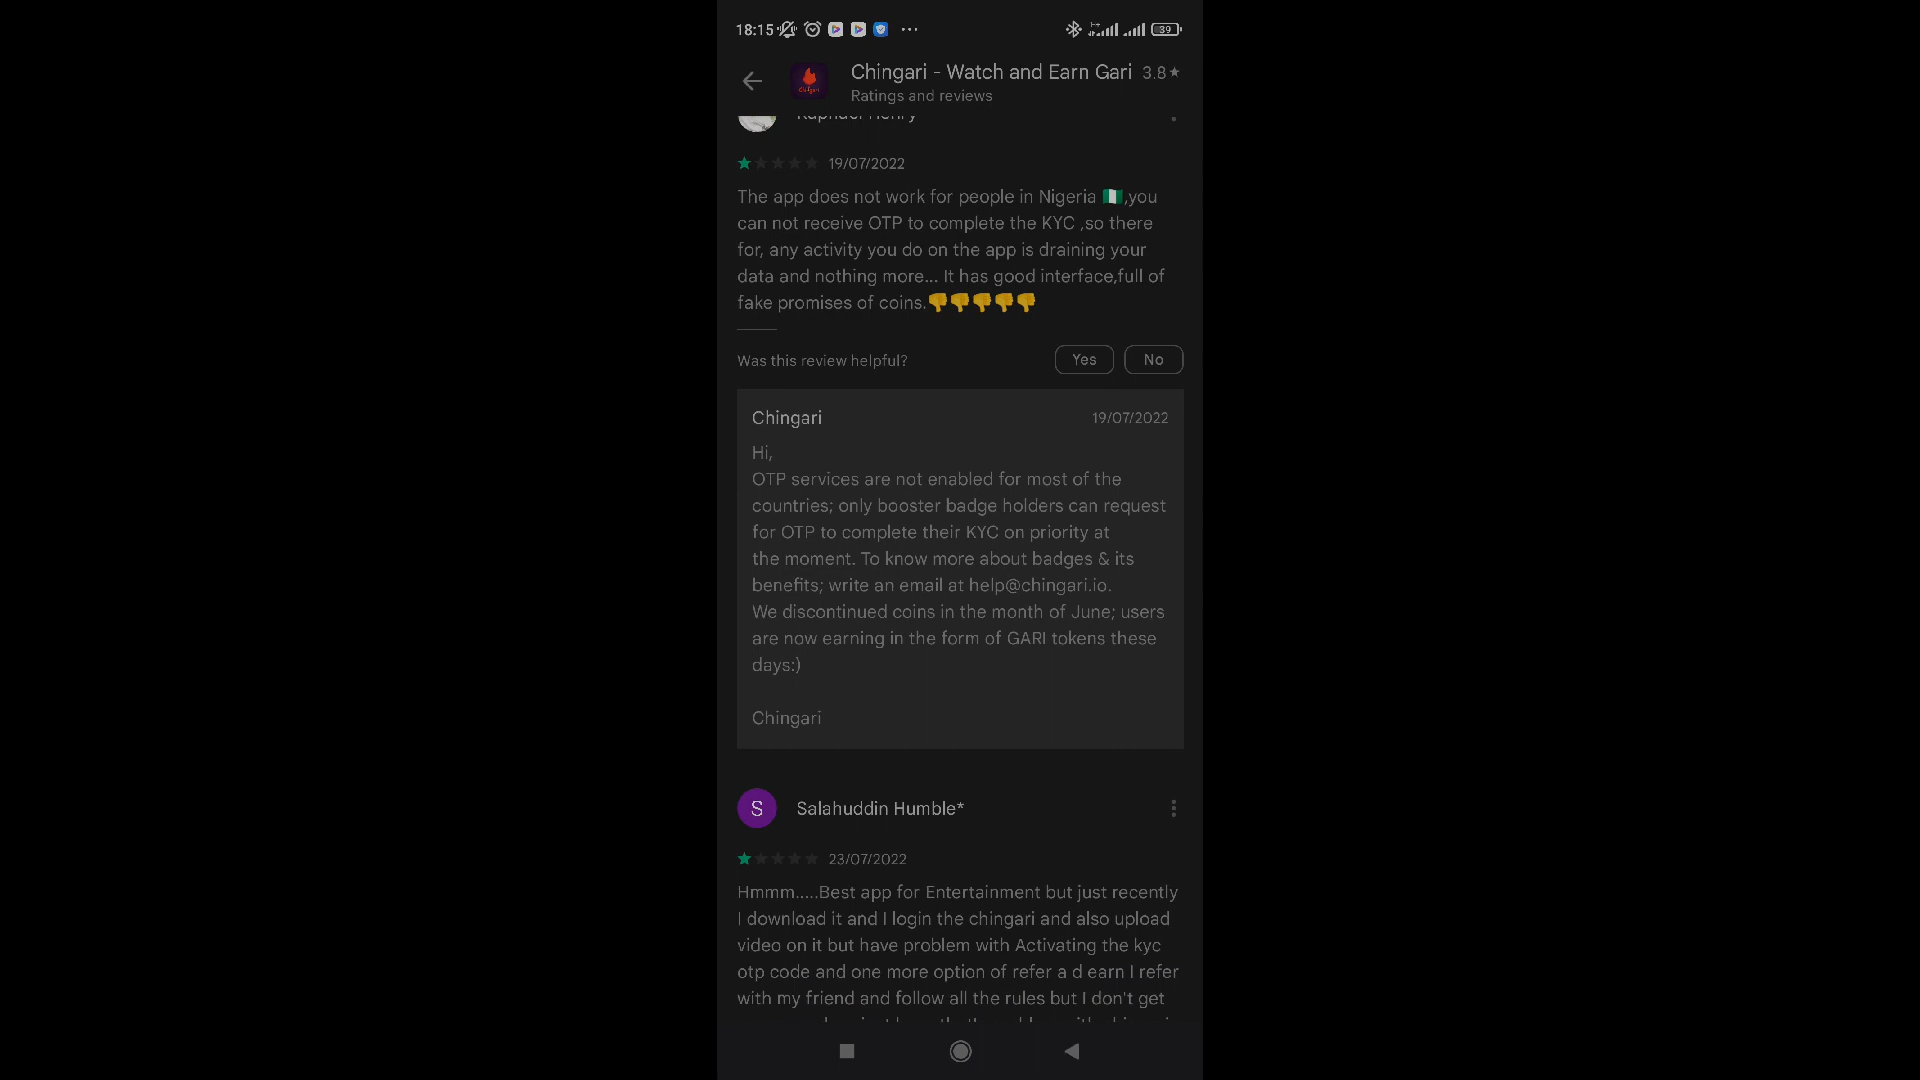 18:15
39
Chingari - Watch and Earn Gari 3.8★
Ratings and reviews
Raphael Henry
19/07/2022
The app does not work for people in Nigeria 🇳🇬,you
can not receive OTP to complete the KYC ,so there
for, any activity you do on the app is draining your
data and nothing more... It has good interface,full of
fake promises of coins.👎👎👎👎👎
Was this review helpful?
Yes
No
Chingari
19/07/2022
Hi,
OTP services are not enabled for most of the
countries; only booster badge holders can request
for OTP to complete their KYC on priority at
the moment. To know more about badges & its
benefits; write an email at help@chingari.io.
We discontinued coins in the month of June; users
are now earning in the form of GARI tokens these
days:)
Chingari
S
Salahuddin Humble*
23/07/2022
Hmmm.....Best app for Entertainment but just recently
I download it and I login the chingari and also upload
video on it but have problem with Activating the kyc
otp code and one more option of refer a d earn I refer
with my friend and follow all the rules but I don't get